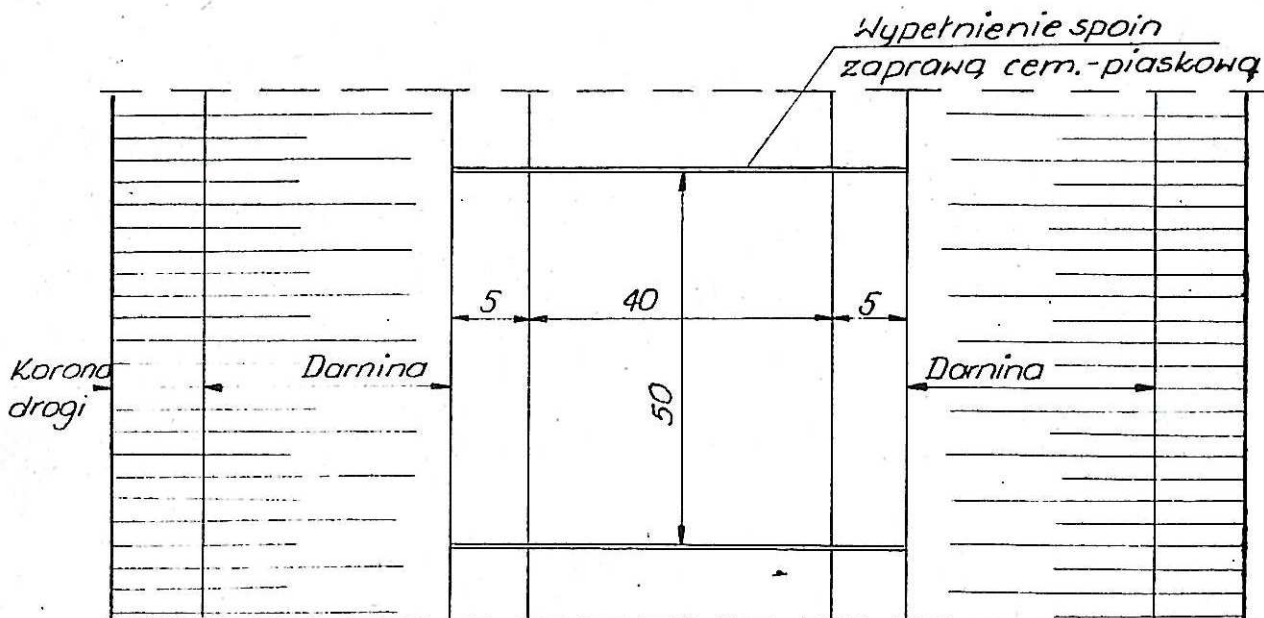 Wypełnienie spoin
zaprawą cem.-piaskową
5
40
5
Korona
drogi
Darnina
50
Darnina